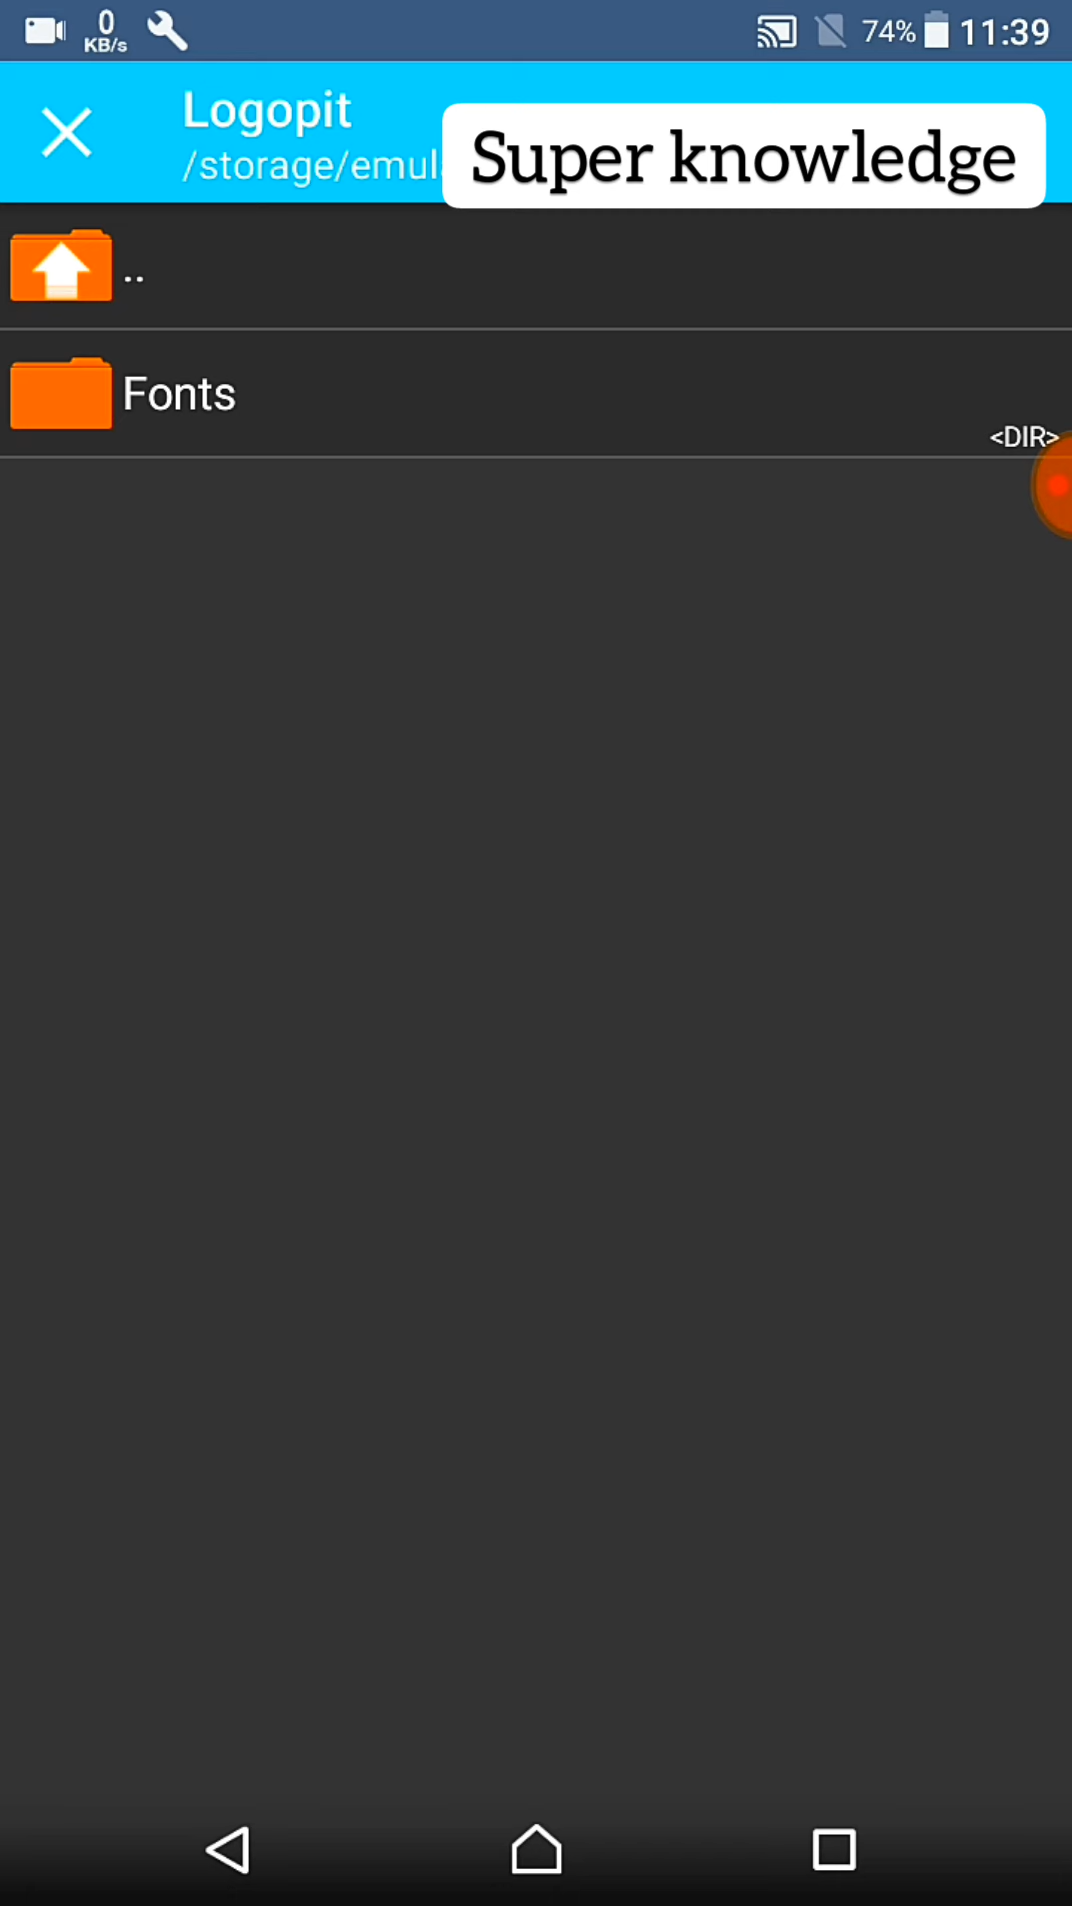 0
KB/s
74%
11:39
Logopit
/storage/emul
Super knowledge
..
Fonts
<DIR>